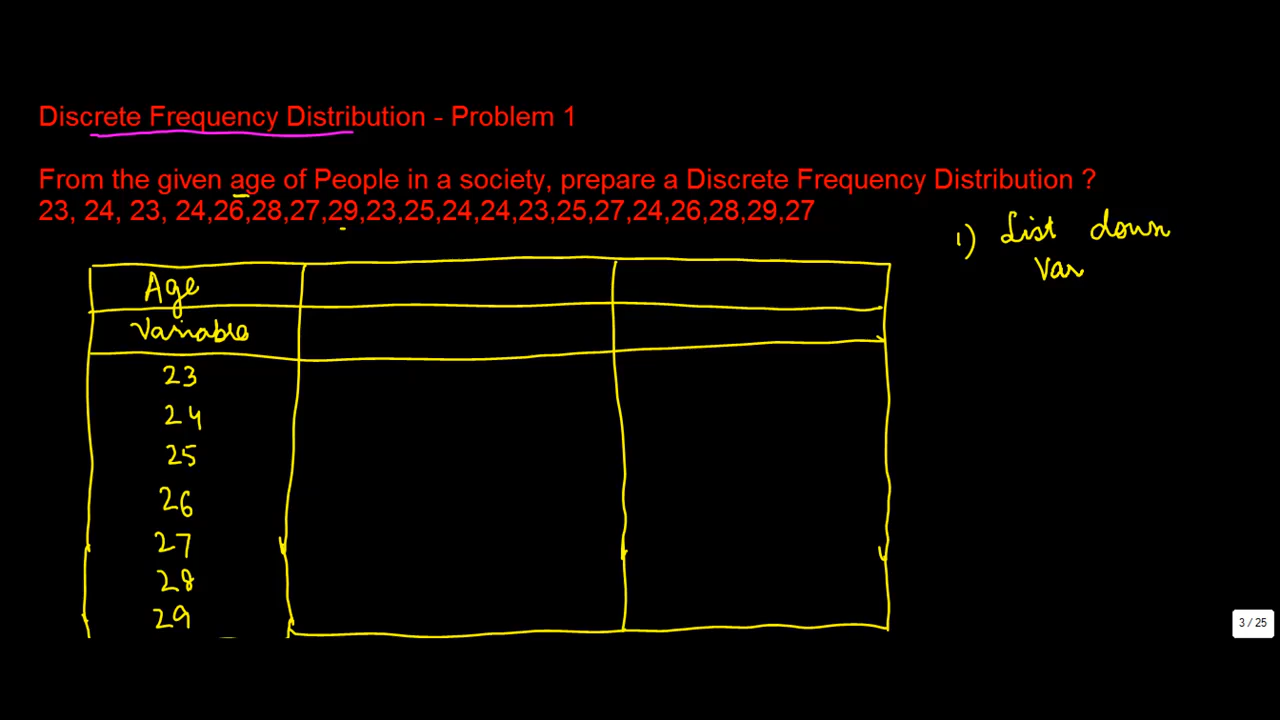 Discrete Frequency Distribution - Problem 1
From the given age of People in a society, prepare a Discrete Frequency Distribution ?
23, 24, 23, 24,26,28,27,29,23,25,24,24,23,25,27,24,26,28,29,27
1) List down
Var
Age
Variable
23
24
25
26
27
28
29
3 / 25